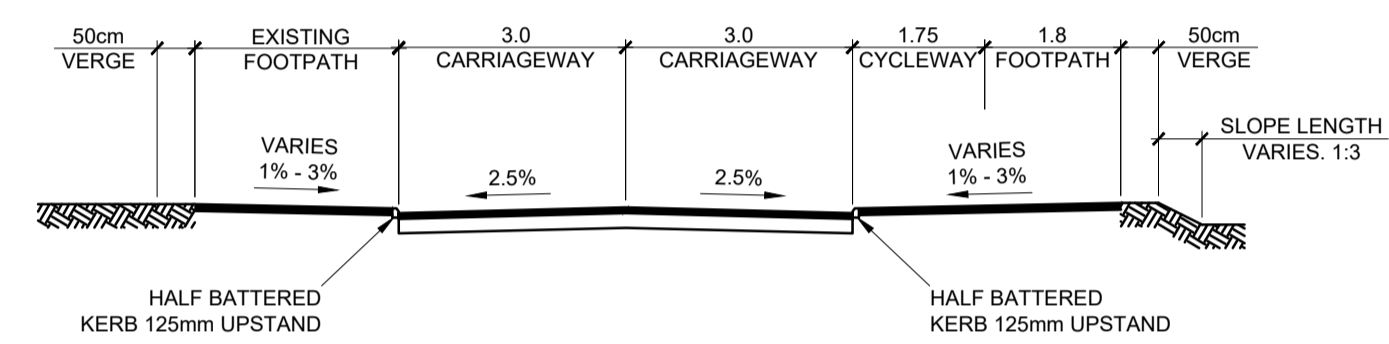 50cm
VERGE
EXISTING
FOOTPATH
3.0
CARRIAGEWAY
3.0
CARRIAGEWAY
1.75
CYCLEWAY
1.8
FOOTPATH
50cm
VERGE
SLOPE LENGTH
VARIES. 1:3
VARIES
1% - 3%
2.5%
2.5%
VARIES
1% - 3%
HALF BATTERED
KERB 125mm UPSTAND
HALF BATTERED
KERB 125mm UPSTAND